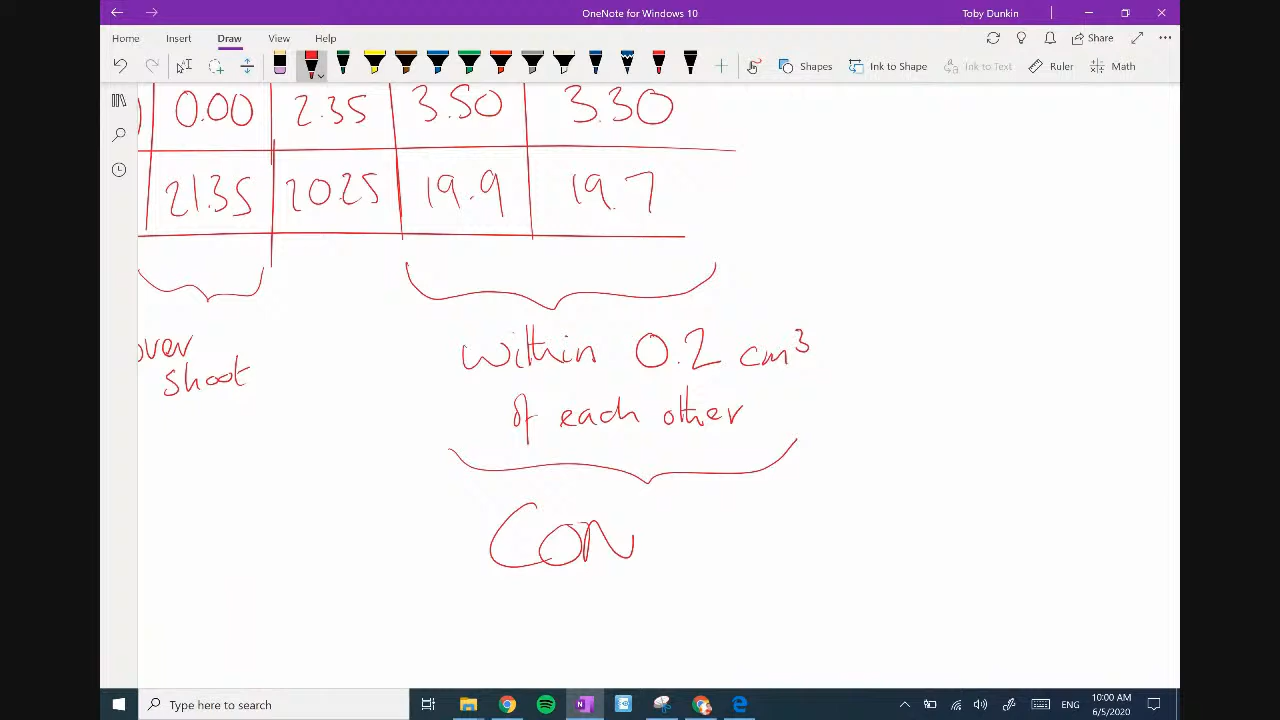 OneNote for Windows 10
Toby Dunkin
Home Insert Draw View Help
Share
Shapes Ink to Shape Ink to Text Ruler Math
0.00 2.35 3.50 3.30
21.35 20.25 19.9 19.7
over
shoot
within 0.2 cm³
of each other
CON
Type here to search
ENG
10:00 AM
6/5/2020